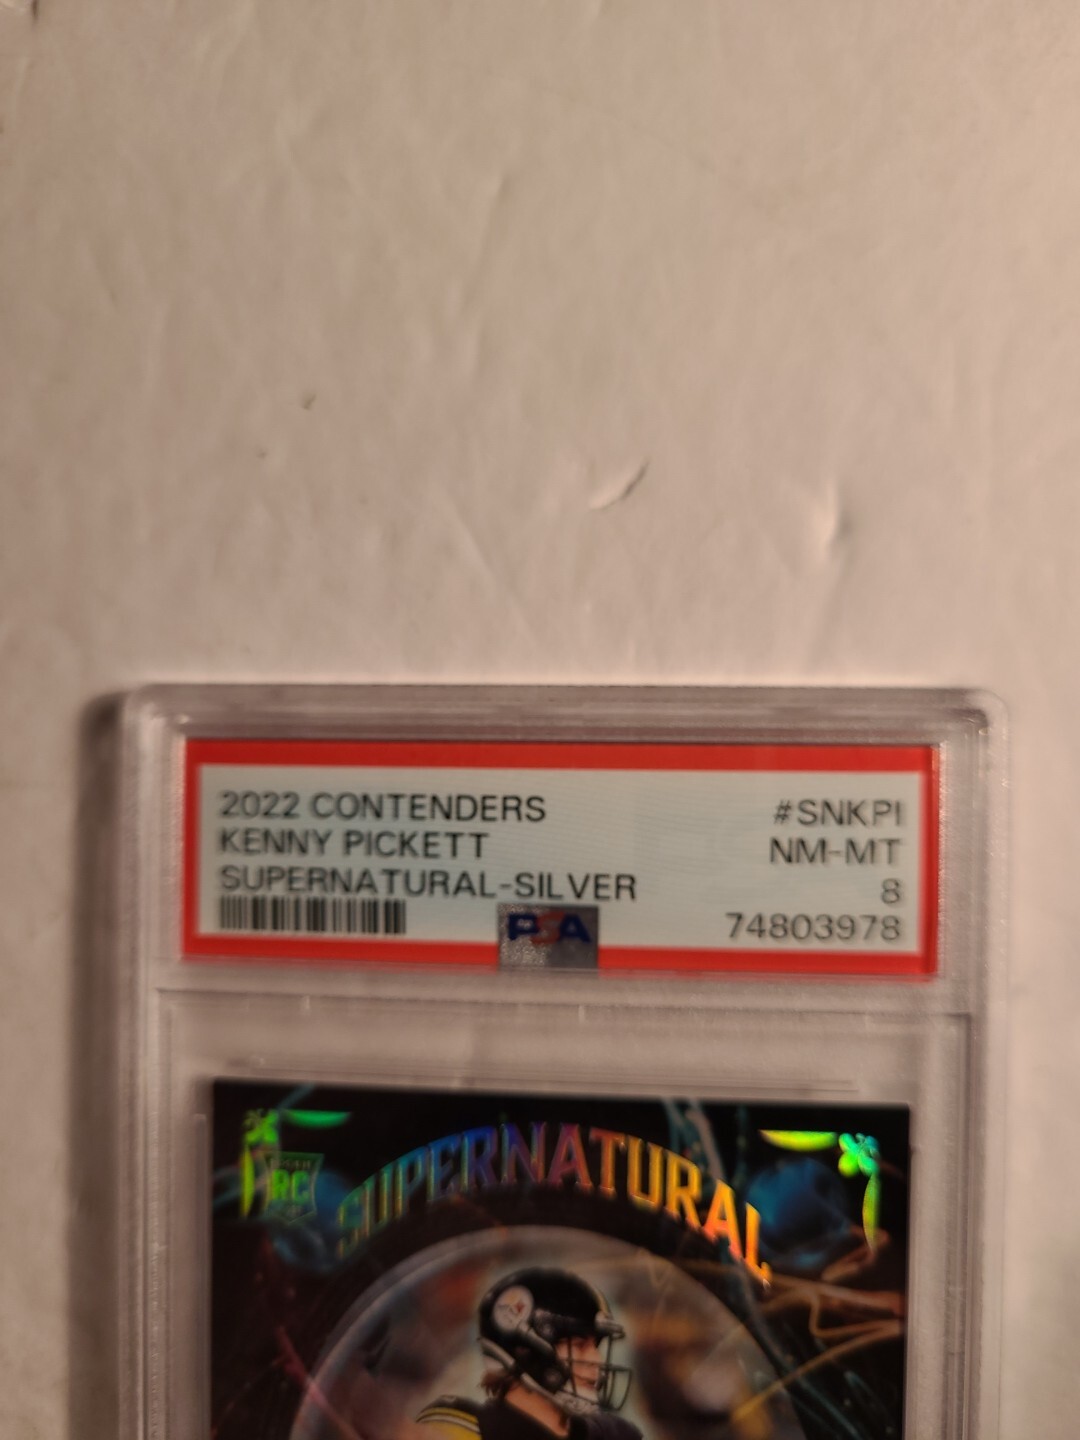 2022 CONTENDERS #SNKPI
KENNY PICKETT NM-MT
SUPERNATURAL-SILVER 8
PSA 74803978
RC
SUPERNATURAL